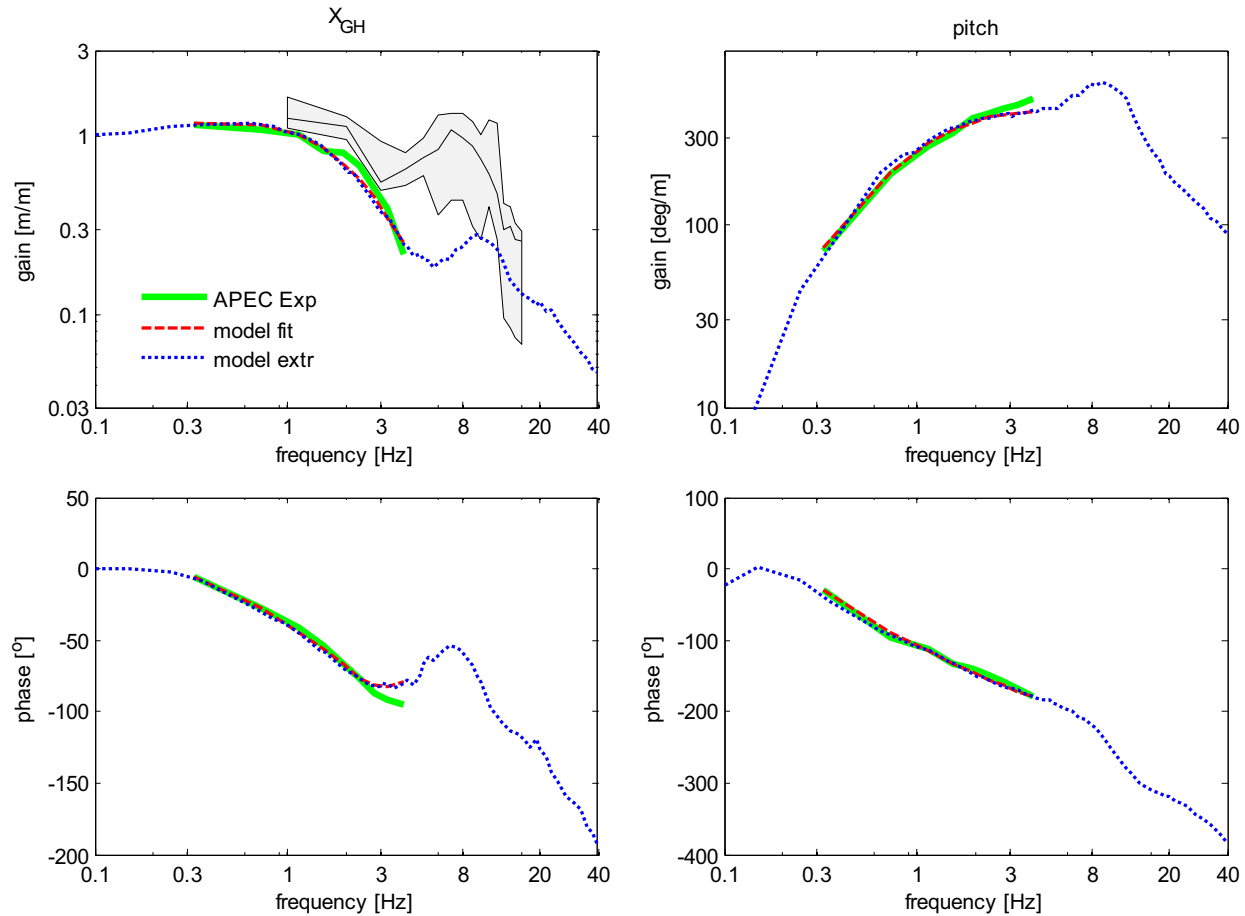 X_GH
3
1
0.3
0.1
0.03
gain [m/m]
APEC Exp
model fit
model extr
0.1 0.3 1 3 8 20 40
frequency [Hz]
pitch
300
100
30
10
gain [deg/m]
0.1 0.3 1 3 8 20 40
frequency [Hz]
50
0
-50
-100
-150
-200
phase [º]
0.1 0.3 1 3 8 20 40
frequency [Hz]
100
0
-100
-200
-300
-400
phase [º]
0.1 0.3 1 3 8 20 40
frequency [Hz]